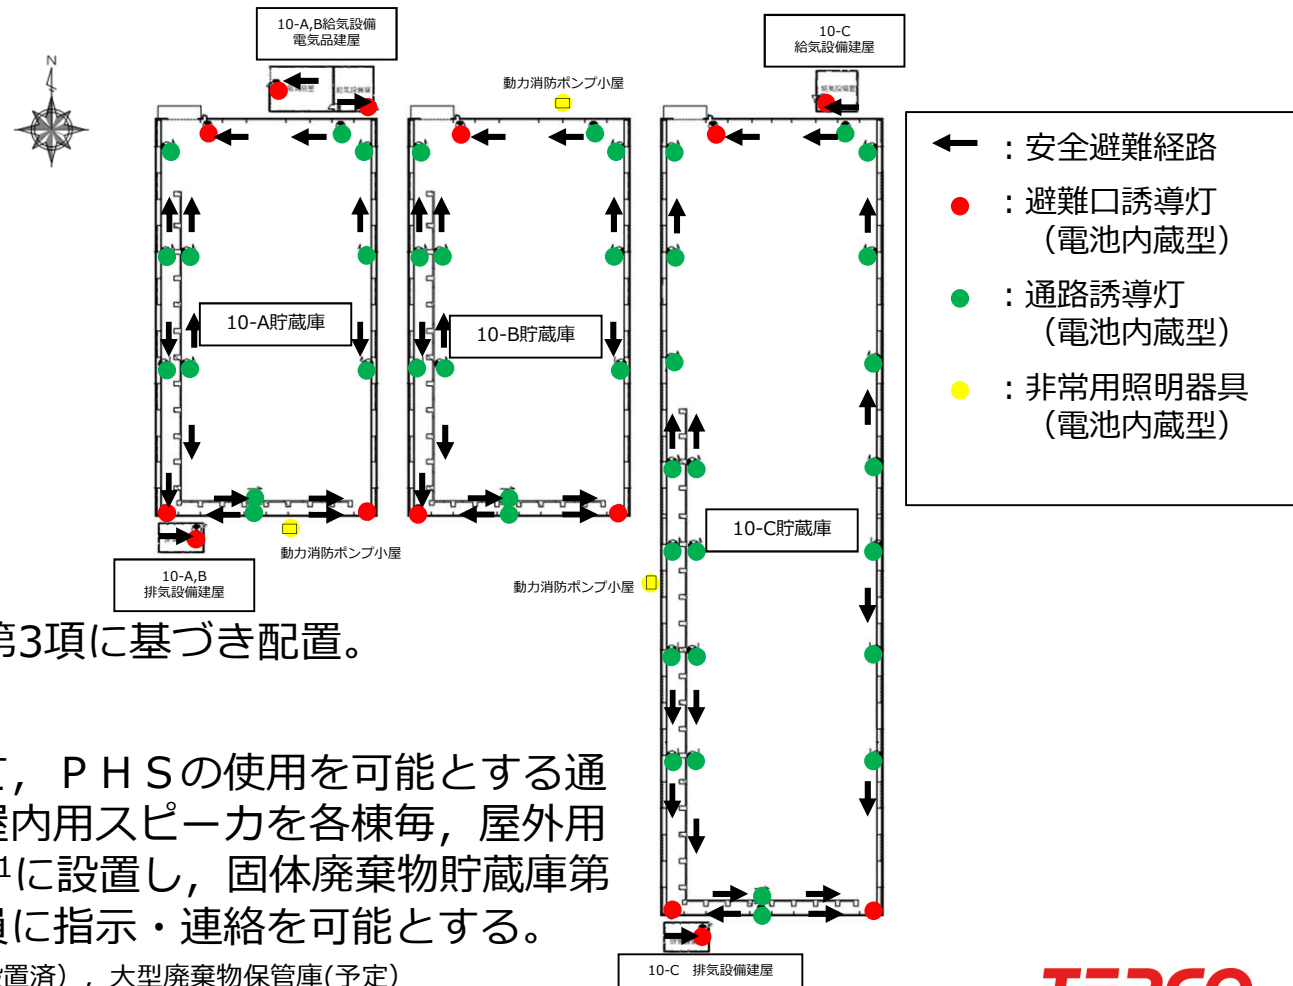 10-A,B給気設備
電気品建屋
10-C
給気設備建屋
N
動力消防ポンプ小屋
← ：安全避難経路
：避難口誘導灯
（電池内蔵型）
：通路誘導灯
（電池内蔵型）
：非常用照明器具
（電池内蔵型）
10-A貯蔵庫
10-B貯蔵庫
10-C貯蔵庫
動力消防ポンプ小屋
動力消防ポンプ小屋
10-A,B
排気設備建屋
第3項に基づき配置。
て，ＰＨＳの使用を可能とする通
屋内用スピーカを各棟毎，屋外用
1に設置し，固体廃棄物貯蔵庫第
員に指示・連絡を可能とする。
設置済），大型廃棄物保管庫(予定)
10-C 排気設備建屋
TEPCO